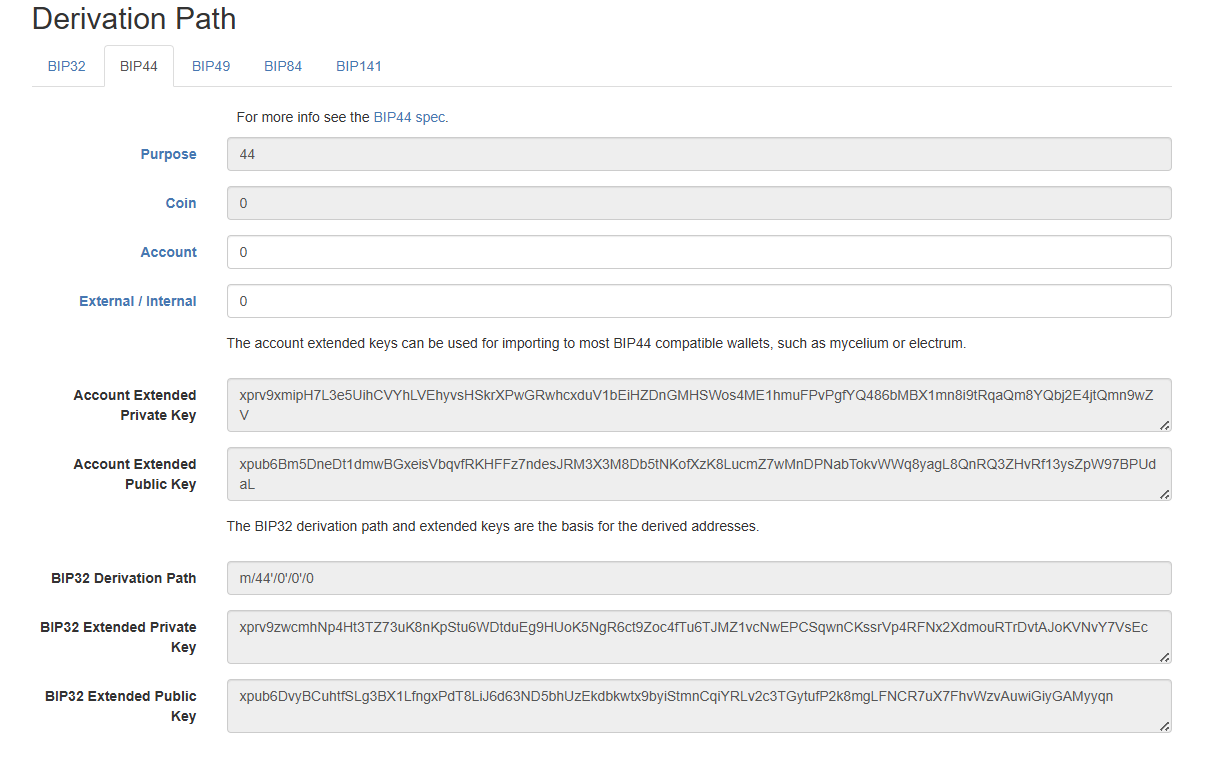 Derivation Path
BIP32 BIP44 BIP49 BIP84 BIP141
For more info see the BIP44 spec.
Purpose 44
Coin 0
Account 0
External / Internal 0
The account extended keys can be used for importing to most BIP44 compatible wallets, such as mycelium or electrum.
Account Extended Private Key
xprv9xmipH7L3e5UihCVYhLVEhyvsHSkrXPwGRwhcxduV1bEiHZDnGMHSWos4ME1hmuFPvPgfYQ486bMBX1mn8i9tRqaQm8YQbj2E4jtQmn9wZ
V
Account Extended Public Key
xpub6Bm5DneDt1dmwBGxeisVbqvfRKHFFz7ndesJRM3X3M8Db5tNKofXzK8LucmZ7wMnDPNabTokvWWq8yagL8QnRQ3ZHvRf13ysZpW97BPUd
aL
The BIP32 derivation path and extended keys are the basis for the derived addresses.
BIP32 Derivation Path m/44'/0'/0'/0
BIP32 Extended Private Key
xprv9zwcmhNp4Ht3TZ73uK8nKpStu6WDtduEg9HUoK5NgR6ct9Zoc4fTu6TJMZ1vcNwEPCSqwnCKssrVp4RFNx2XdmouRTrDvtAJoKVNvY7VsEc
BIP32 Extended Public Key
xpub6DvyBCuhtfSLg3BX1LfngxPdT8LiJ6d63ND5bhUzEkdbkwtx9byiStmnCqiYRLv2c3TGytufP2k8mgLFNCR7uX7FhvWzvAuwiGiyGAMyyqn